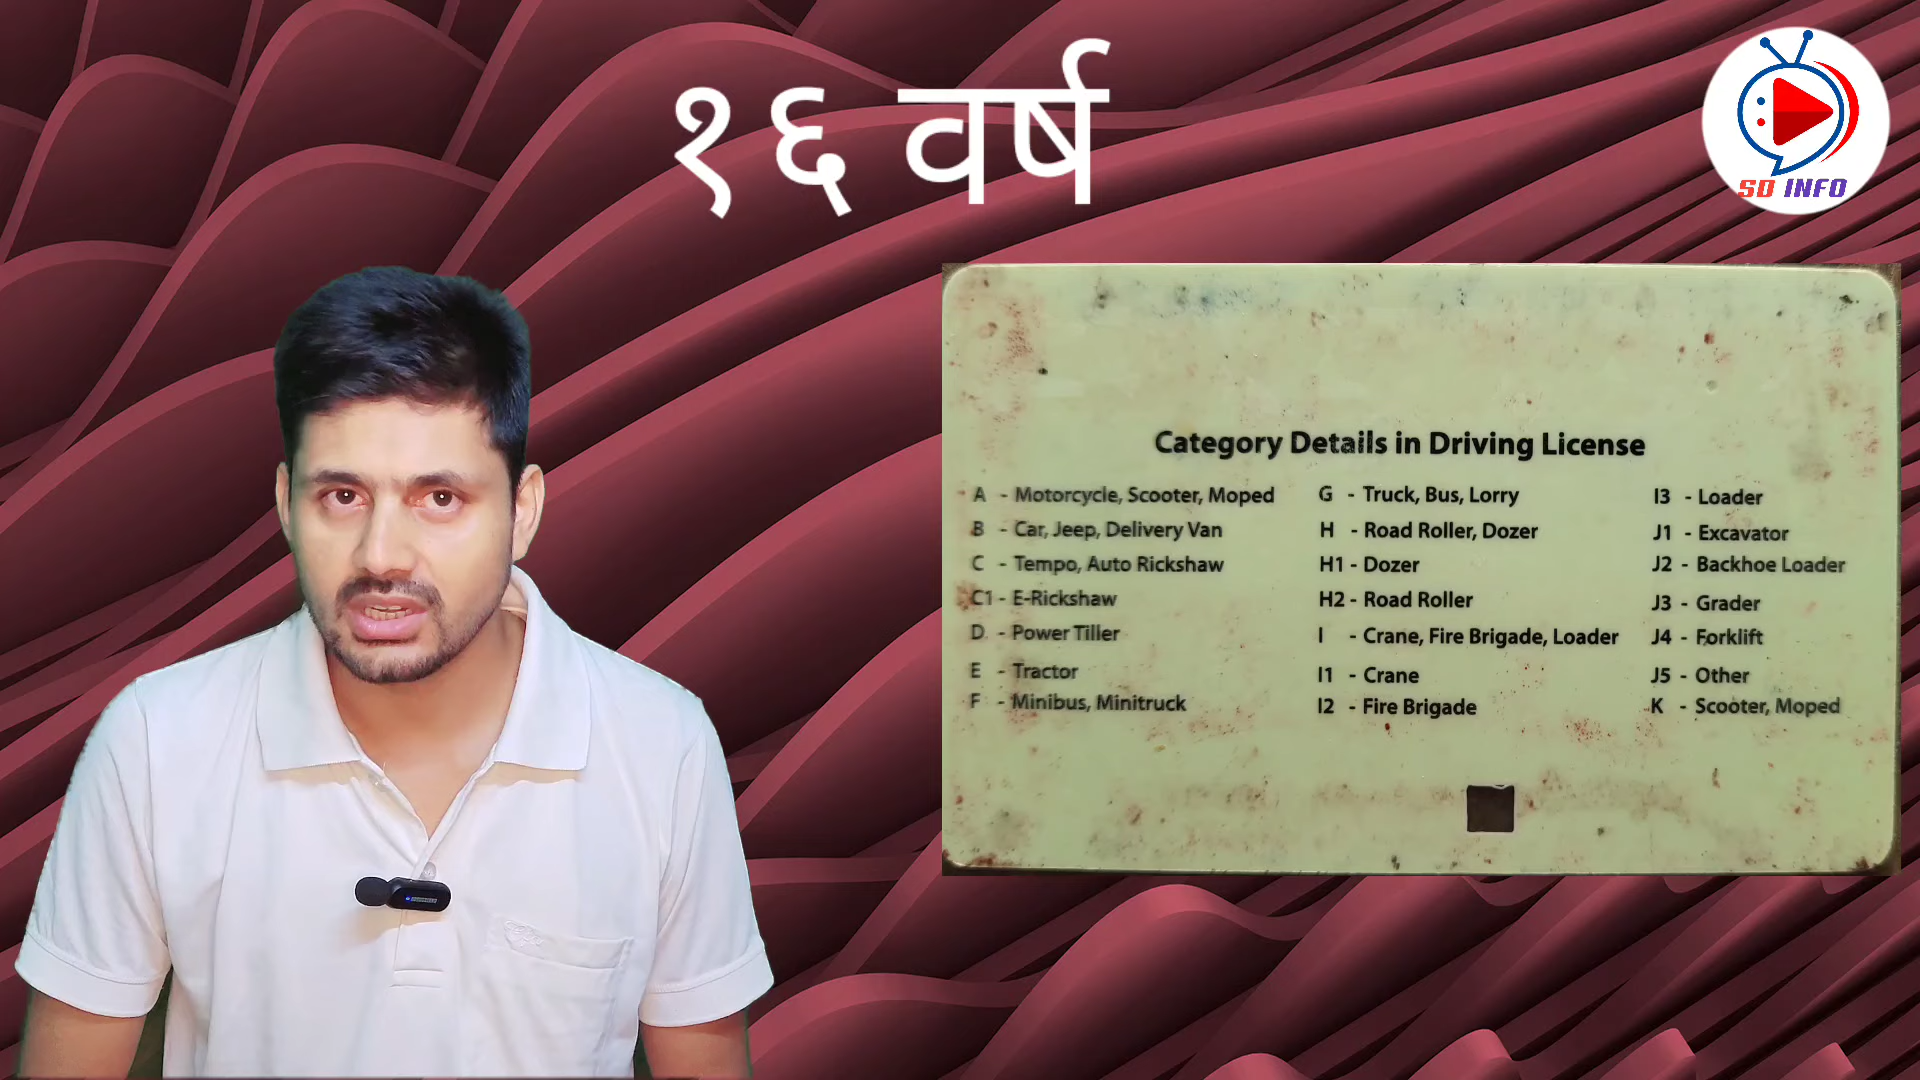 १६ वर्ष
SD INFO
Category Details in Driving License
A - Motorcycle, Scooter, Moped
B - Car, Jeep, Delivery Van
C - Tempo, Auto Rickshaw
C1 - E-Rickshaw
D - Power Tiller
E - Tractor
F - Minibus, Minitruck
G - Truck, Bus, Lorry
H - Road Roller, Dozer
H1 - Dozer
H2 - Road Roller
I - Crane, Fire Brigade, Loader
I1 - Crane
I2 - Fire Brigade
I3 - Loader
J1 - Excavator
J2 - Backhoe Loader
J3 - Grader
J4 - Forklift
J5 - Other
K - Scooter, Moped